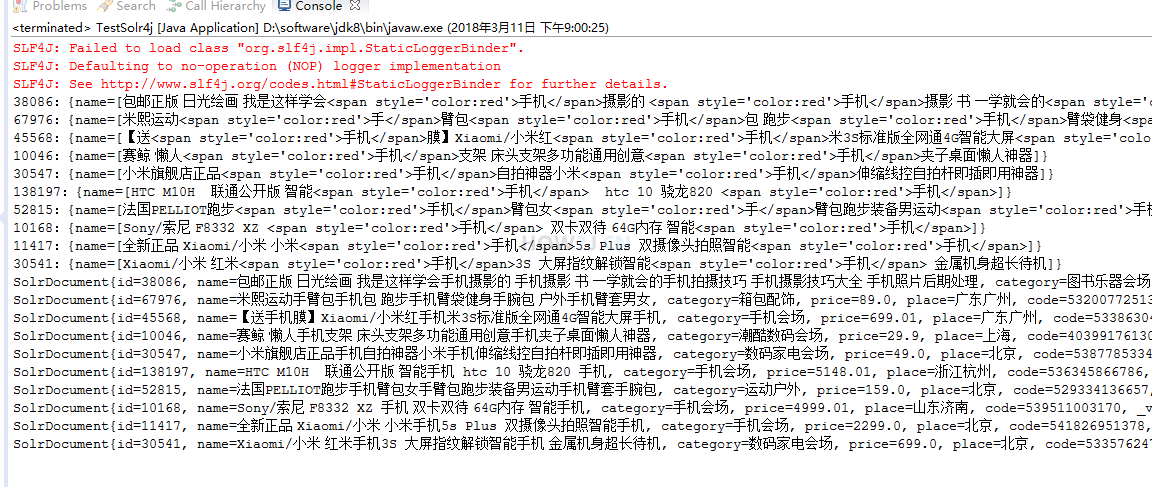 Problems Search Call Hierarchy Console
<terminated> TestSolr4j [Java Application] D:\software\jdk8\bin\javaw.exe (2018年3月11日 下午9:00:25)
SLF4J: Failed to load class "org.slf4j.impl.StaticLoggerBinder".
SLF4J: Defaulting to no-operation (NOP) logger implementation
SLF4J: See http://www.slf4j.org/codes.html#StaticLoggerBinder for further details.
38086: {name=[包邮正版 日光绘画 我是这样学会<span style='color:red'>手机</span>摄影的 <span style='color:red'>手机</span>摄影 书 一学就会的<span style='color:red'>
67976: {name=[米熙运动<span style='color:red'>手</span>臂包<span style='color:red'>手机</span>包 跑步<span style='color:red'>手机</span>臂袋健身<span
45568: {name=[【送<span style='color:red'>手机</span>膜】Xiaomi/小米红<span style='color:red'>手机</span>米3S标准版全网通4G智能大屏<span style='color:red'>
10046: {name=[赛鲸 懒人<span style='color:red'>手机</span>支架 床头支架多功能通用创意<span style='color:red'>手机</span>夹子桌面懒人神器]}
30547: {name=[小米旗舰店正品<span style='color:red'>手机</span>自拍神器小米<span style='color:red'>手机</span>伸缩线控自拍杆即插即用神器]}
138197: {name=[HTC M10H  联通公开版 智能<span style='color:red'>手机</span>  htc 10 骁龙820 <span style='color:red'>手机</span>]}
52815: {name=[法国PELLIOT跑步<span style='color:red'>手机</span>臂包女<span style='color:red'>手</span>臂包跑步装备男运动<span style='color:red'>手机
10168: {name=[Sony/索尼 F8332 XZ <span style='color:red'>手机</span> 双卡双待 64G内存 智能<span style='color:red'>手机</span>]}
11417: {name=[全新正品 Xiaomi/小米 小米<span style='color:red'>手机</span>5s Plus 双摄像头拍照智能<span style='color:red'>手机</span>]}
30541: {name=[Xiaomi/小米 红米<span style='color:red'>手机</span>3S 大屏指纹解锁智能<span style='color:red'>手机</span> 金属机身超长待机]}
SolrDocument{id=38086, name=包邮正版 日光绘画 我是这样学会手机摄影的 手机摄影 书 一学就会的手机拍摄技巧 手机摄影技巧大全 手机照片后期处理, category=图书乐器会场
SolrDocument{id=67976, name=米熙运动手臂包手机包 跑步手机臂袋健身手腕包 户外手机臂套男女, category=箱包配饰, price=89.0, place=广东广州, code=53200772513
SolrDocument{id=45568, name=【送手机膜】Xiaomi/小米红手机米3S标准版全网通4G智能大屏手机, category=手机会场, price=699.01, place=广东广州, code=53386304
SolrDocument{id=10046, name=赛鲸 懒人手机支架 床头支架多功能通用创意手机夹子桌面懒人神器, category=潮酷数码会场, price=29.9, place=上海, code=40399176130
SolrDocument{id=30547, name=小米旗舰店正品手机自拍神器小米手机伸缩线控自拍杆即插即用神器, category=数码家电会场, price=49.0, place=北京, code=5387785334
SolrDocument{id=138197, name=HTC M10H  联通公开版 智能手机  htc 10 骁龙820 手机, category=手机会场, price=5148.01, place=浙江杭州, code=536345866786,
SolrDocument{id=52815, name=法国PELLIOT跑步手机臂包女手臂包跑步装备男运动手机臂套手腕包, category=运动户外, price=159.0, place=北京, code=529334136657,
SolrDocument{id=10168, name=Sony/索尼 F8332 XZ 手机 双卡双待 64G内存 智能手机, category=手机会场, price=4999.01, place=山东济南, code=539511003170, _v
SolrDocument{id=11417, name=全新正品 Xiaomi/小米 小米手机5s Plus 双摄像头拍照智能手机, category=手机会场, price=2299.0, place=北京, code=541826951378,
SolrDocument{id=30541, name=Xiaomi/小米 红米手机3S 大屏指纹解锁智能手机 金属机身超长待机, category=数码家电会场, price=699.0, place=北京, code=53357624